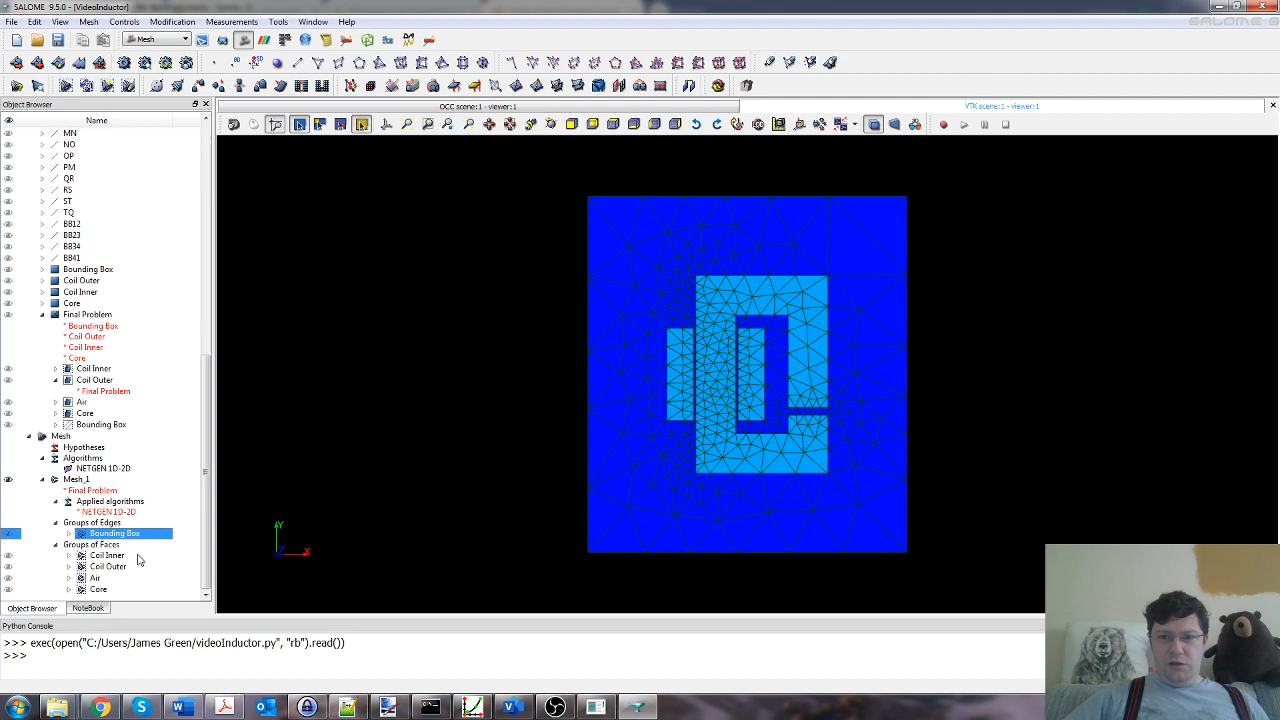 SALOME 9.5.0 - [VideoInductor]
File Edit View Mesh Controls Modification Measurements Tools Window Help
Mesh
SALOME 9
Object Browser
OCC scene:1 - viewer:1
VTK scene:1 - viewer:1
Name
MN
NO
OP
PM
QR
RS
ST
TQ
BB12
BB23
BB34
BB41
Bounding Box
Coil Outer
Coil Inner
Core
Final Problem
* Bounding Box
* Coil Outer
* Coil Inner
* Core
Coil Inner
Coil Outer
* Final Problem
Air
Core
Bounding Box
Mesh
Hypotheses
Algorithms
NETGEN 1D-2D
Mesh_1
* Final Problem
Applied algorithms
* NETGEN 1D-2D
Groups of Edges
Bounding Box
Groups of Faces
Coil Inner
Coil Outer
Air
Core
Y
X
Object Browser
NoteBook
Python Console
>>> exec(open("C:/Users/James Green/videoInductor.py", "rb").read())
>>>